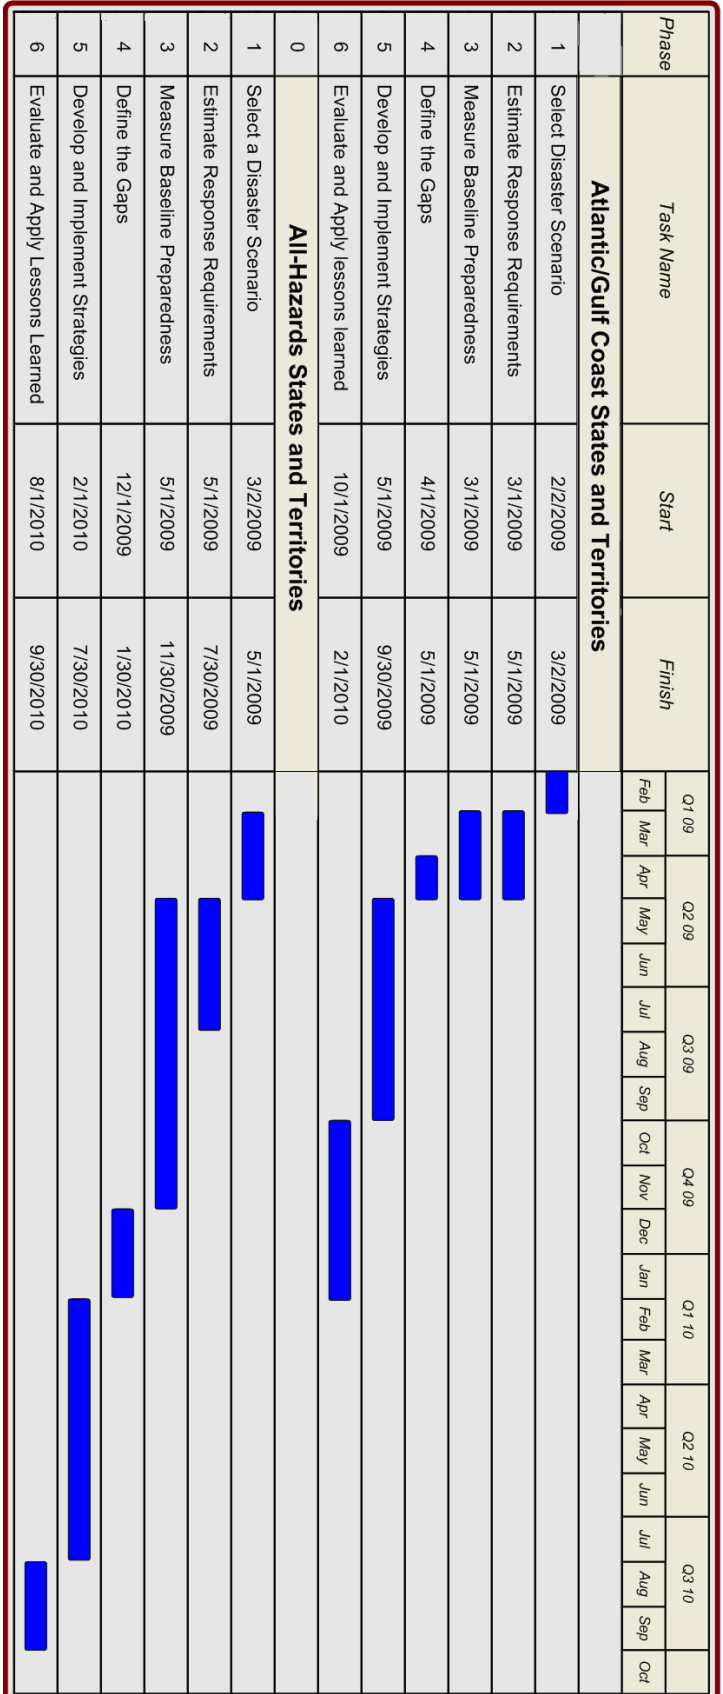 Phase Task Name Start Finish Q1 09 Q2 09 Q3 09 Q4 09 Q1 10 Q2 10 Q3 10
Feb Mar Apr May Jun Jul Aug Sep Oct Nov Dec Jan Feb Mar Apr May Jun Jul Aug Sep Oct
Atlantic/Gulf Coast States and Territories
1 Select Disaster Scenario 2/2/2009 3/2/2009
2 Estimate Response Requirements 3/1/2009 5/1/2009
3 Measure Baseline Preparedness 3/1/2009 5/1/2009
4 Define the Gaps 4/1/2009 5/1/2009
5 Develop and Implement Strategies 5/1/2009 9/30/2009
6 Evaluate and Apply lessons learned 10/1/2009 2/1/2010
0 All-Hazards States and Territories
1 Select a Disaster Scenario 3/2/2009 5/1/2009
2 Estimate Response Requirements 5/1/2009 7/30/2009
3 Measure Baseline Preparedness 5/1/2009 11/30/2009
4 Define the Gaps 12/1/2009 1/30/2010
5 Develop and Implement Strategies 2/1/2010 7/30/2010
6 Evaluate and Apply Lessons Learned 8/1/2010 9/30/2010